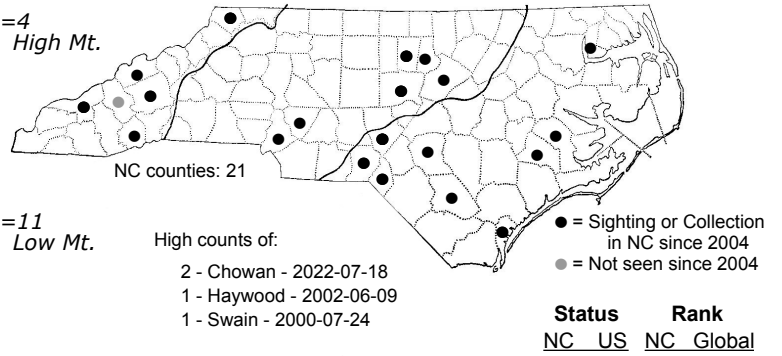 =4
High Mt.
NC counties: 21
=11
Low Mt.
High counts of:
2 - Chowan - 2022-07-18
1 - Haywood - 2002-06-09
1 - Swain - 2000-07-24
● = Sighting or Collection
in NC since 2004
● = Not seen since 2004
Status Rank
NC US NC Global